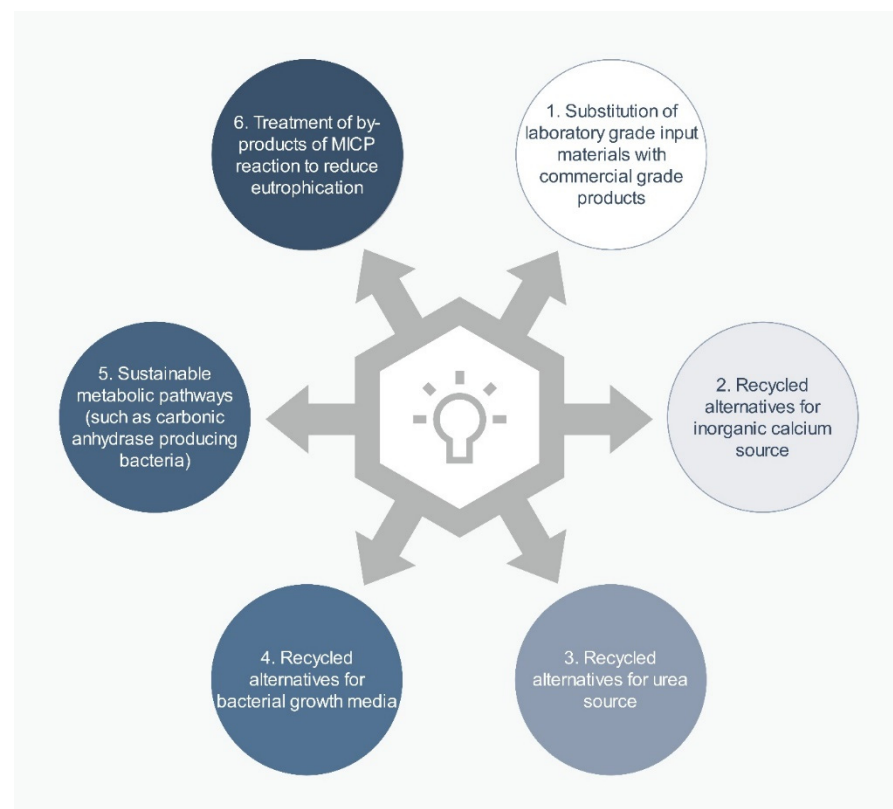 1. Substitution of
laboratory grade input
materials with
commercial grade
products
2. Recycled
alternatives for
inorganic calcium
source
3. Recycled
alternatives for urea
source
4. Recycled
alternatives for
bacterial growth media
5. Sustainable
metabolic pathways
(such as carbonic
anhydrase producing
bacteria)
6. Treatment of by-
products of MICP
reaction to reduce
eutrophication